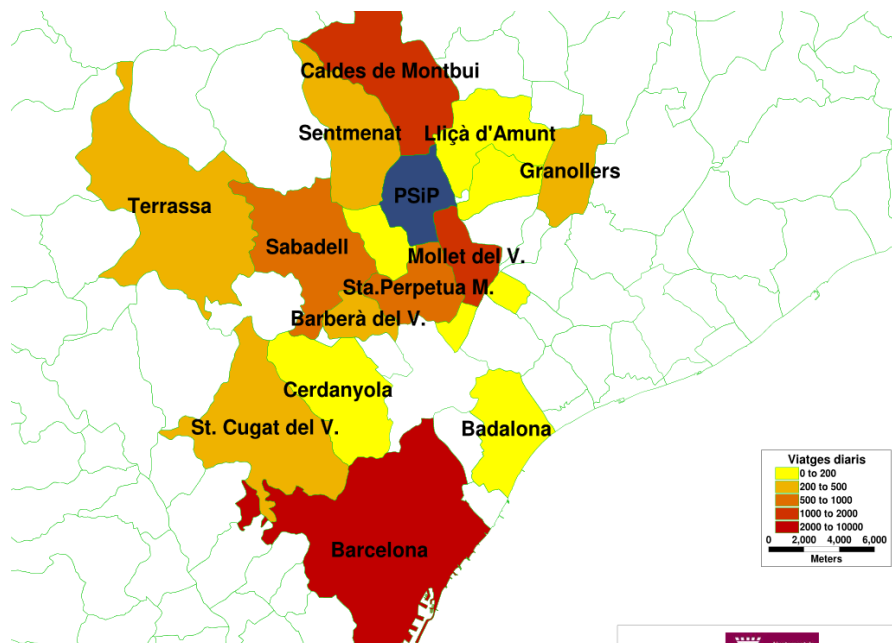 Caldes de Montbui
Sentmenat
Lliçà d'Amunt
Granollers
PSiP
Terrassa
Sabadell
Mollet del V.
Sta.Perpetua M.
Barberà del V.
Cerdanyola
St. Cugat del V.
Badalona
Barcelona
Viatges diaris
0 to 200
200 to 500
500 to 1000
1000 to 2000
2000 to 10000
0 2,000 4,000 6,000
Meters